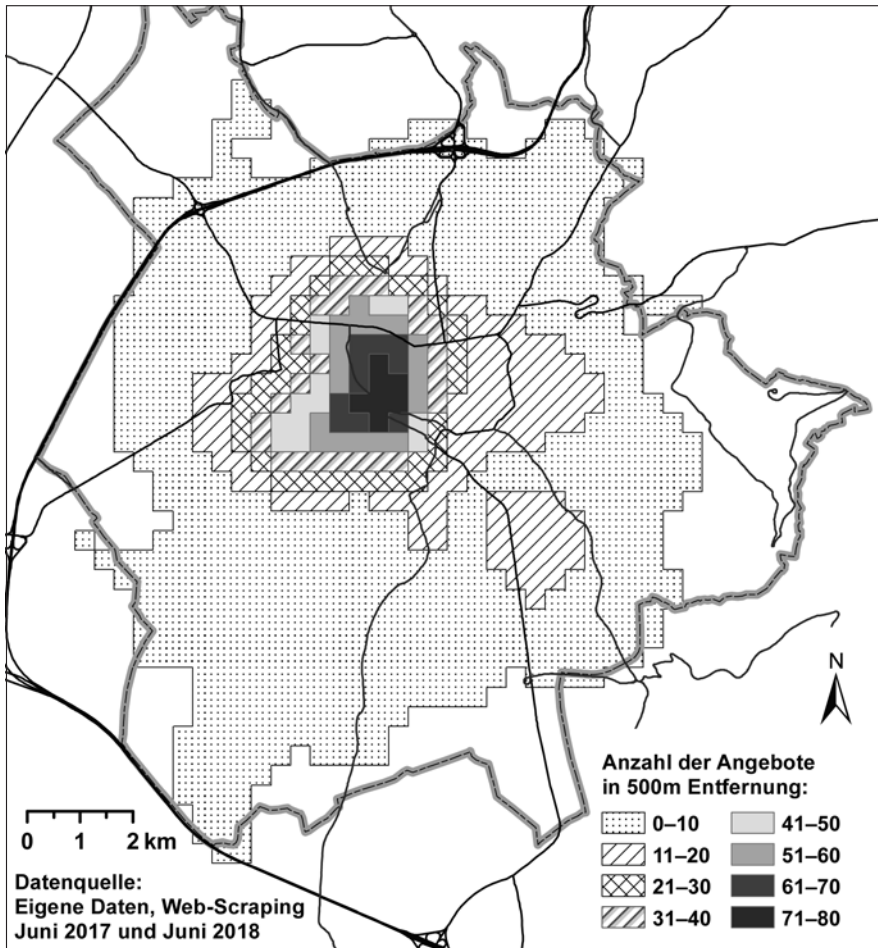 N
Anzahl der Angebote
in 500m Entfernung:
0–10
41–50
11–20
51–60
21–30
61–70
31–40
71–80
0 1 2 km
Datenquelle:
Eigene Daten, Web-Scraping
Juni 2017 und Juni 2018